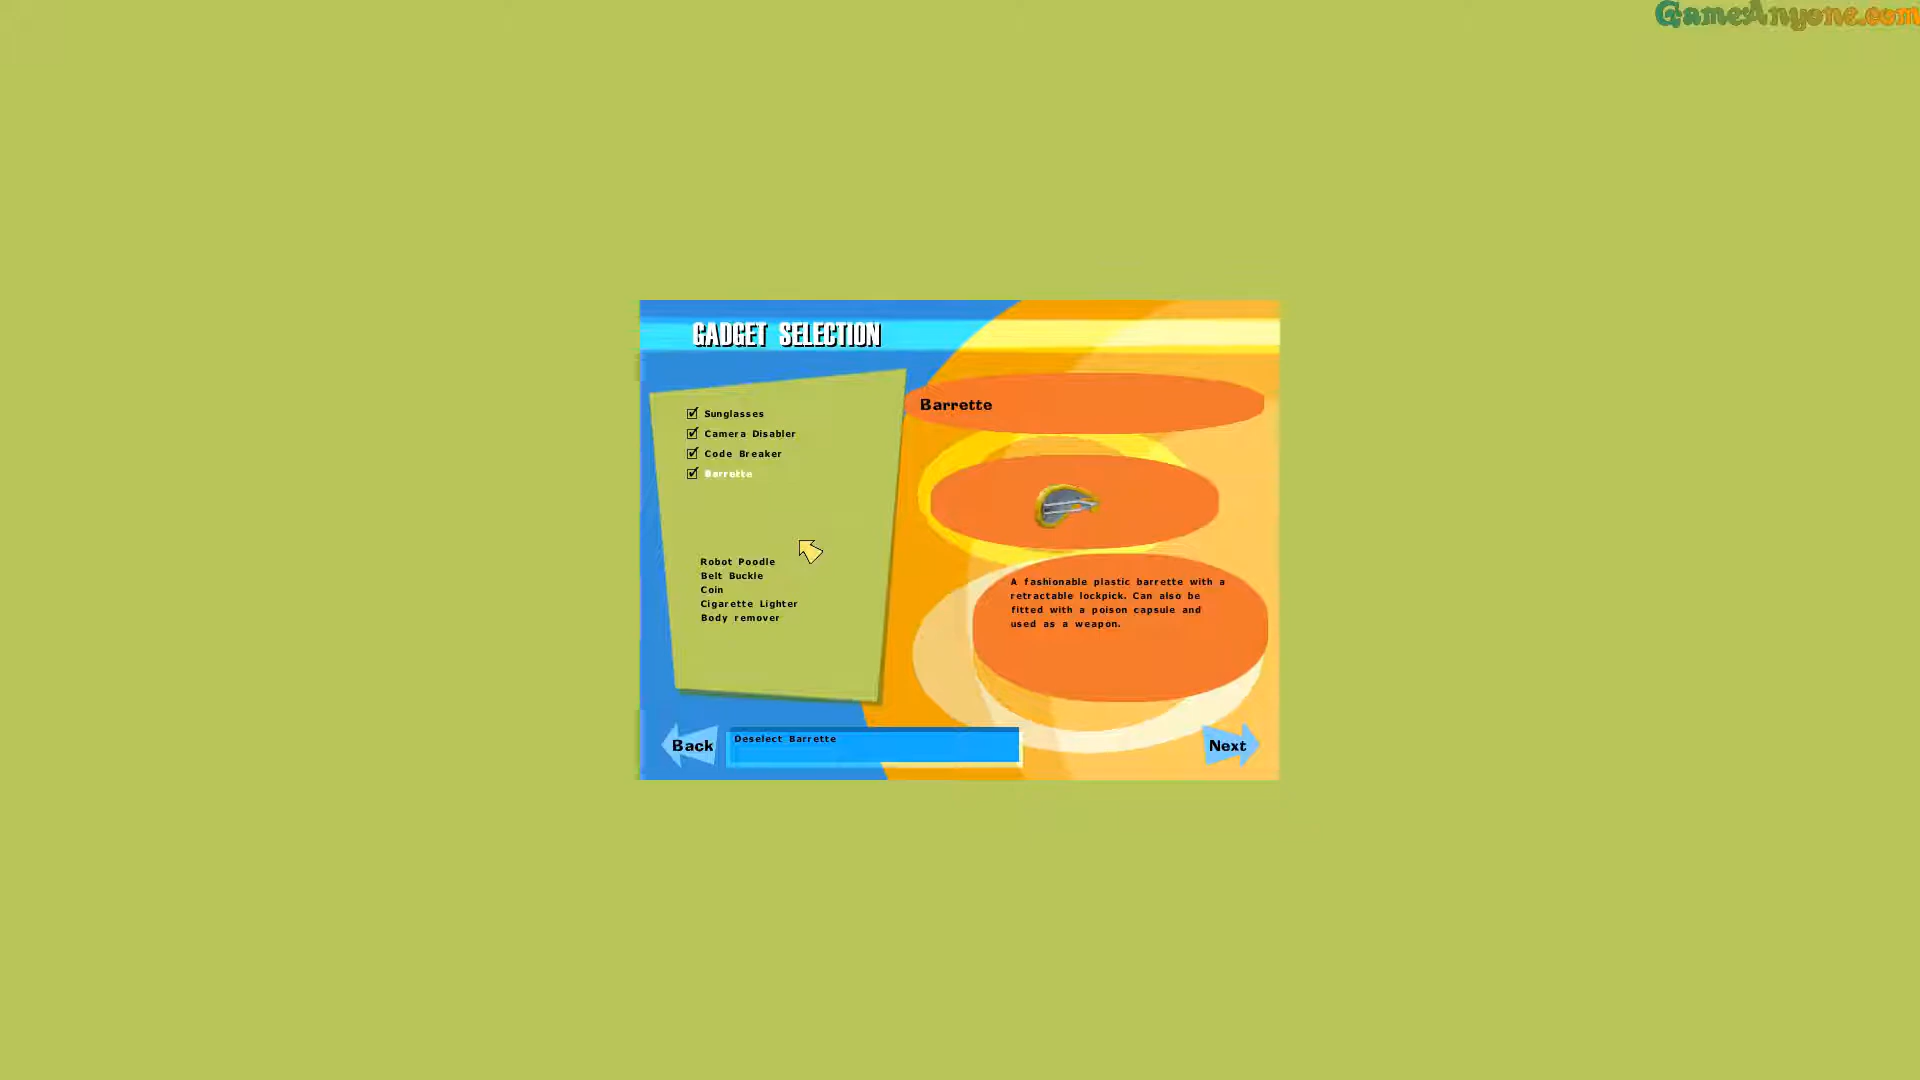 GameAnyone.com
GADGET SELECTION
Sunglasses
Camera Disabler
Code Breaker
Barrette
Robot Poodle
Belt Buckle
Coin
Cigarette Lighter
Body remover
Barrette
A fashionable plastic barrette with a
retractable lockpick. Can also be
fitted with a poison capsule and
used as a weapon.
Back
Deselect Barrette
Next